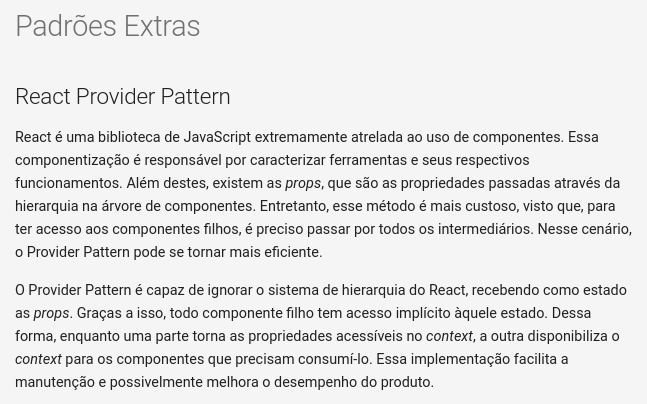 Padrões Extras
React Provider Pattern
React é uma biblioteca de JavaScript extremamente atrelada ao uso de componentes. Essa
componentização é responsável por caracterizar ferramentas e seus respectivos
funcionamentos. Além destes, existem as props, que são as propriedades passadas através da
hierarquia na árvore de componentes. Entretanto, esse método é mais custoso, visto que, para
ter acesso aos componentes filhos, é preciso passar por todos os intermediários. Nesse cenário,
o Provider Pattern pode se tornar mais eficiente.
O Provider Pattern é capaz de ignorar o sistema de hierarquia do React, recebendo como estado
as props. Graças a isso, todo componente filho tem acesso implícito àquele estado. Dessa
forma, enquanto uma parte torna as propriedades acessíveis no context, a outra disponibiliza o
context para os componentes que precisam consumí-lo. Essa implementação facilita a
manutenção e possivelmente melhora o desempenho do produto.